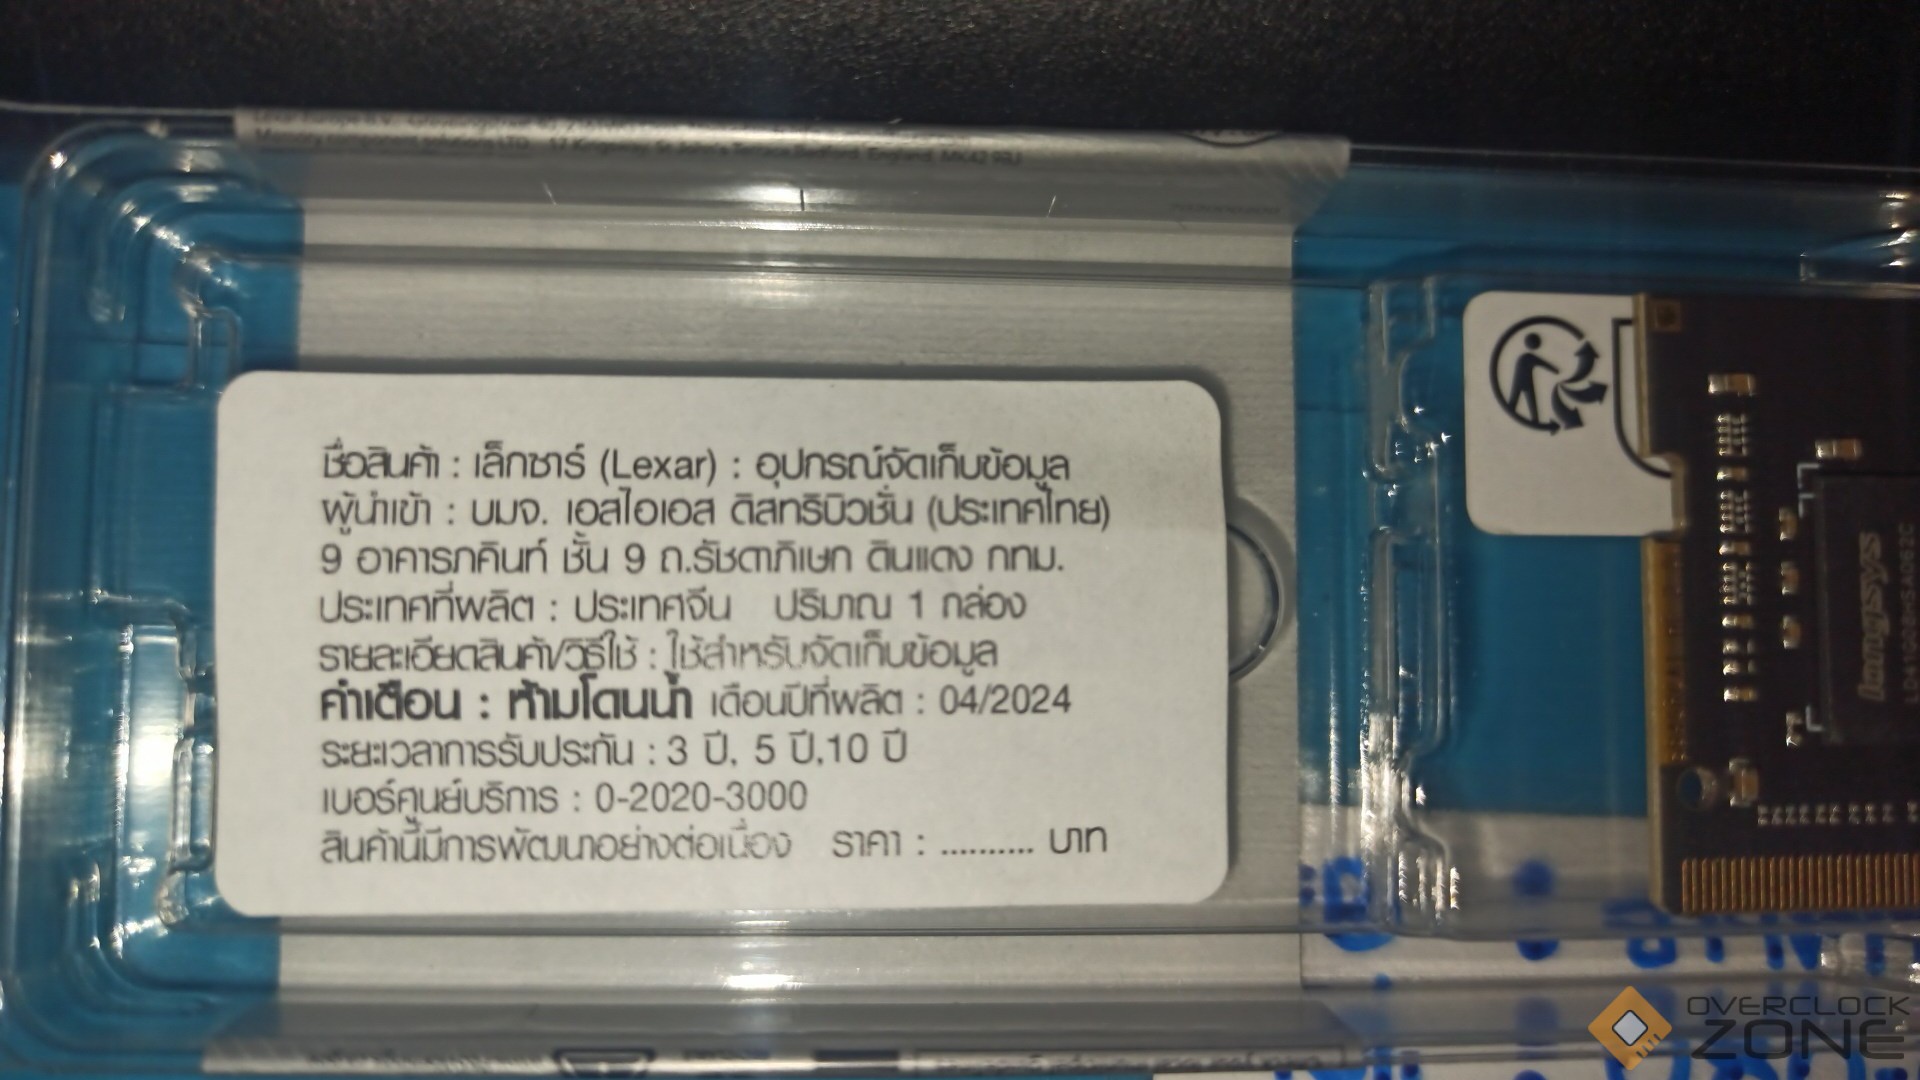 Memory component solutions LTD. 17 Kingsway, St John's Terrace Bedford, England, MK42 9BJ
ชื่อสินค้า : เล็กซาร์ (Lexar) : อุปกรณ์จัดเก็บข้อมูล
ผู้นำเข้า : บมจ. เอสไอเอส ดิสทริบิวชั่น (ประเทศไทย)
9 อาคารภคินท์ ชั้น 9 ถ.รัชดาภิเษก ดินแดง กทม.
ประเทศที่ผลิต : ประเทศจีน ปริมาณ 1 กล่อง
รายละเอียดสินค้า/วิธีใช้ : ใช้สำหรับจัดเก็บข้อมูล
คำเตือน : ห้ามโดนน้ำ เดือนปีที่ผลิต : 04/2024
ระยะเวลาการรับประกัน : 3 ปี, 5 ปี,10 ปี
เบอร์ศูนย์บริการ : 0-2020-3000
สินค้านี้มีการพัฒนาอย่างต่อเนื่อง ราคา : .......... บาท
longsys
OVERCLOCK
ZONE